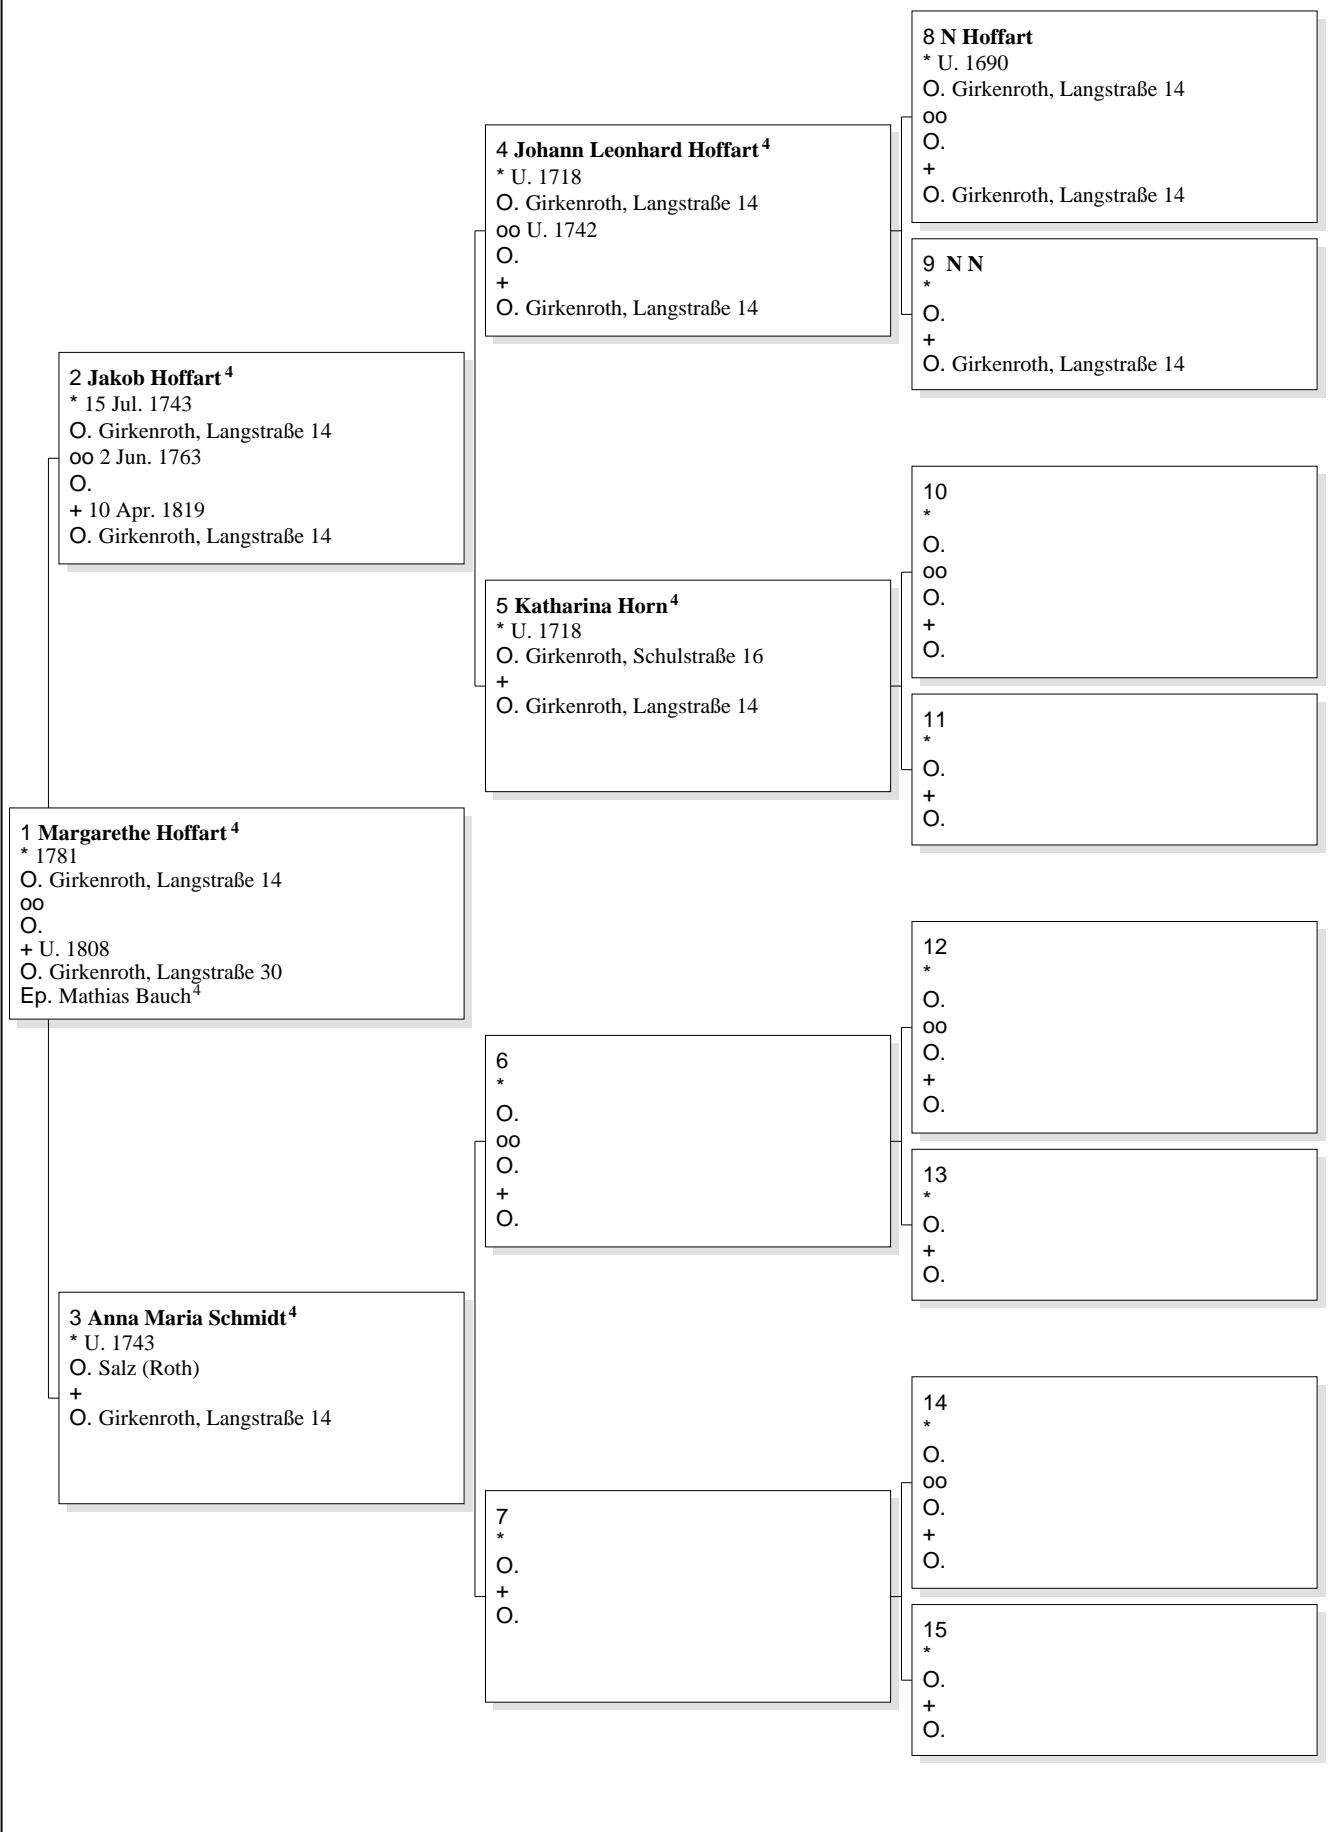 8 N Hoffart
* U. 1690
O. Girkenroth, Langstraße 14
oo
O.
+
O. Girkenroth, Langstraße 14
4 Johann Leonhard Hoffart 4
* U. 1718
O. Girkenroth, Langstraße 14
oo U. 1742
O.
+
O. Girkenroth, Langstraße 14
9 N N
*
O.
+
O. Girkenroth, Langstraße 14
2 Jakob Hoffart 4
* 15 Jul. 1743
O. Girkenroth, Langstraße 14
oo 2 Jun. 1763
O.
+ 10 Apr. 1819
O. Girkenroth, Langstraße 14
10
*
O.
oo
O.
+
O.
5 Katharina Horn 4
* U. 1718
O. Girkenroth, Schulstraße 16
+
O. Girkenroth, Langstraße 14
11
*
O.
+
O.
1 Margarethe Hoffart 4
* 1781
O. Girkenroth, Langstraße 14
oo
O.
+ U. 1808
O. Girkenroth, Langstraße 30
Ep. Mathias Bauch 4
12
*
O.
oo
O.
+
O.
6
*
O.
oo
O.
+
O.
13
*
O.
+
O.
3 Anna Maria Schmidt 4
* U. 1743
O. Salz (Roth)
+
O. Girkenroth, Langstraße 14
14
*
O.
oo
O.
+
O.
7
*
O.
+
O.
15
*
O.
+
O.